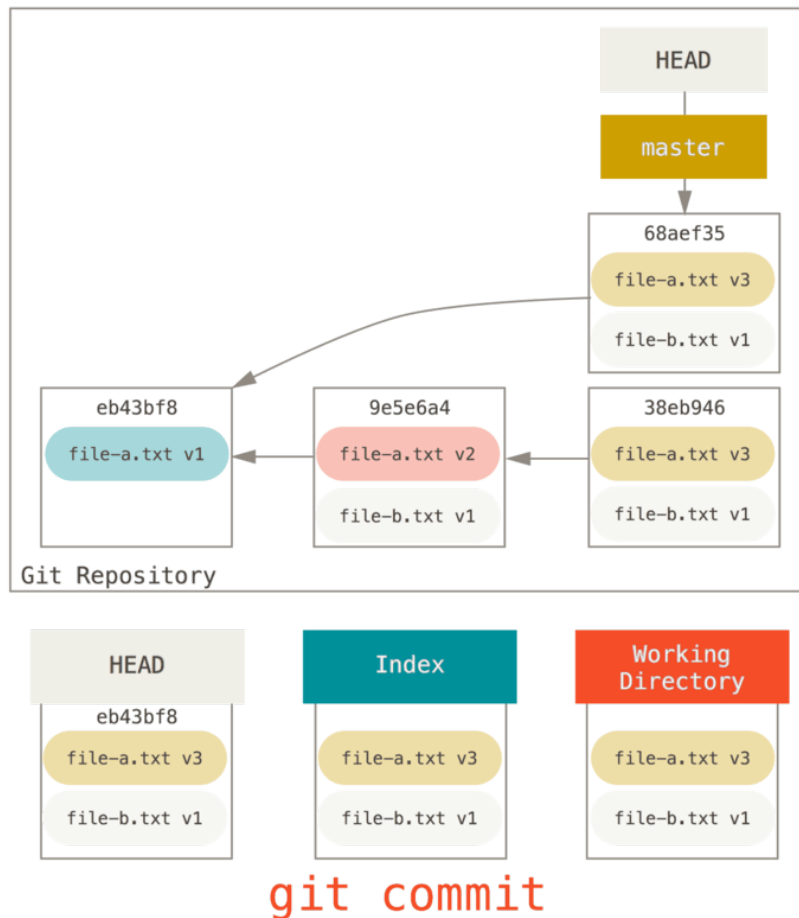 HEAD
master
68aef35
file-a.txt v3
file-b.txt v1
eb43bf8
file-a.txt v1
9e5e6a4
file-a.txt v2
file-b.txt v1
38eb946
file-a.txt v3
file-b.txt v1
Git Repository
HEAD
eb43bf8
file-a.txt v3
file-b.txt v1
Index
file-a.txt v3
file-b.txt v1
Working
Directory
file-a.txt v3
file-b.txt v1
git commit